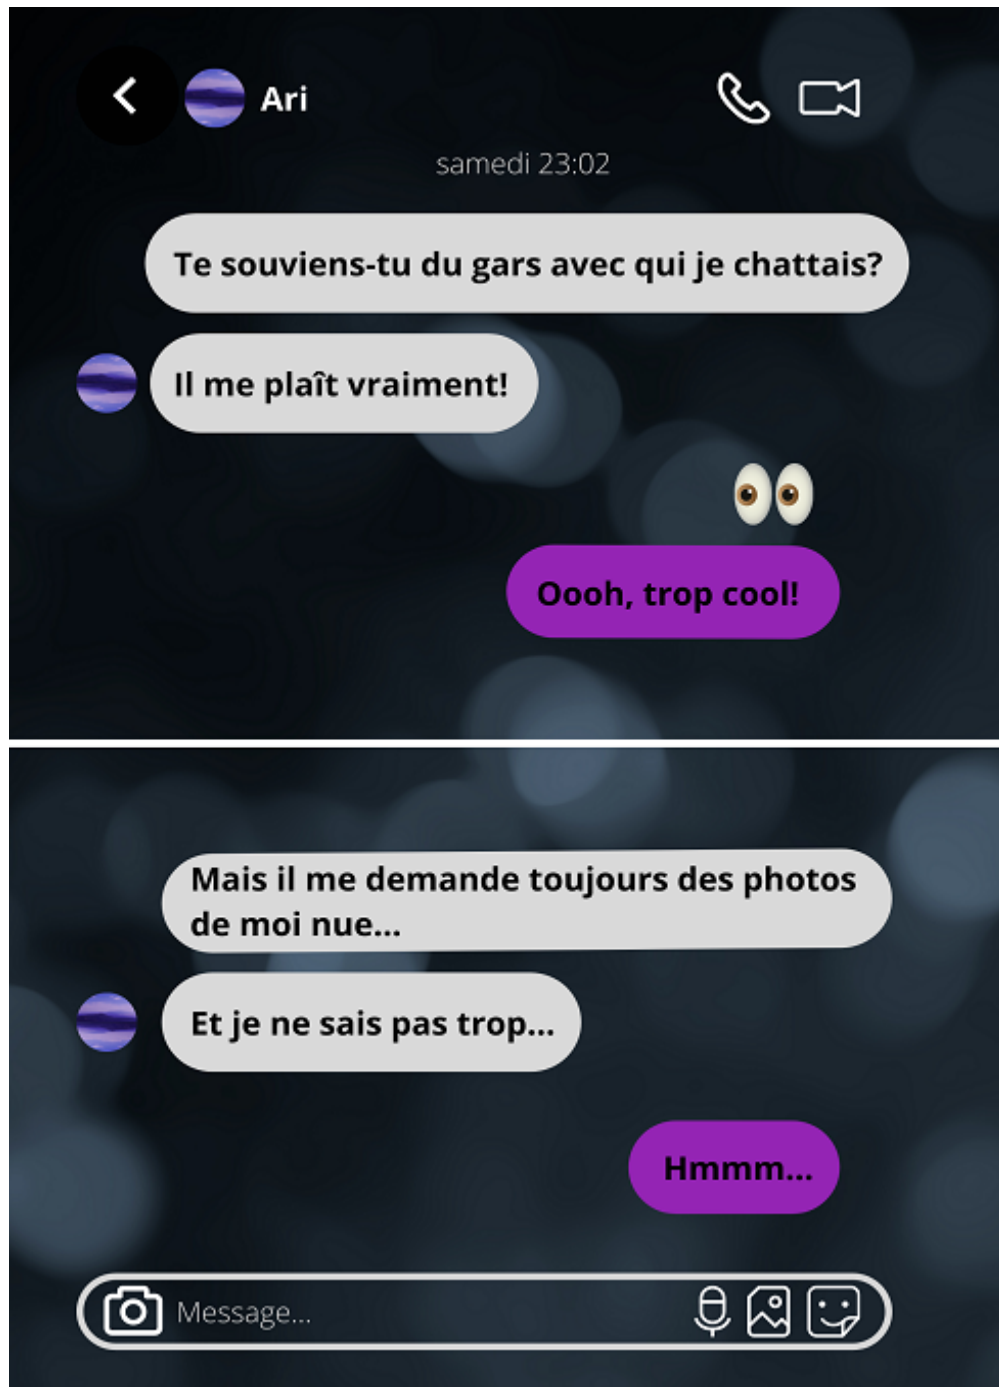 Ari
samedi 23:02
Te souviens-tu du gars avec qui je chattais?
Il me plaît vraiment!
Oooh, trop cool!
Mais il me demande toujours des photos
de moi nue...
Et je ne sais pas trop...
Hmmm...
Message...